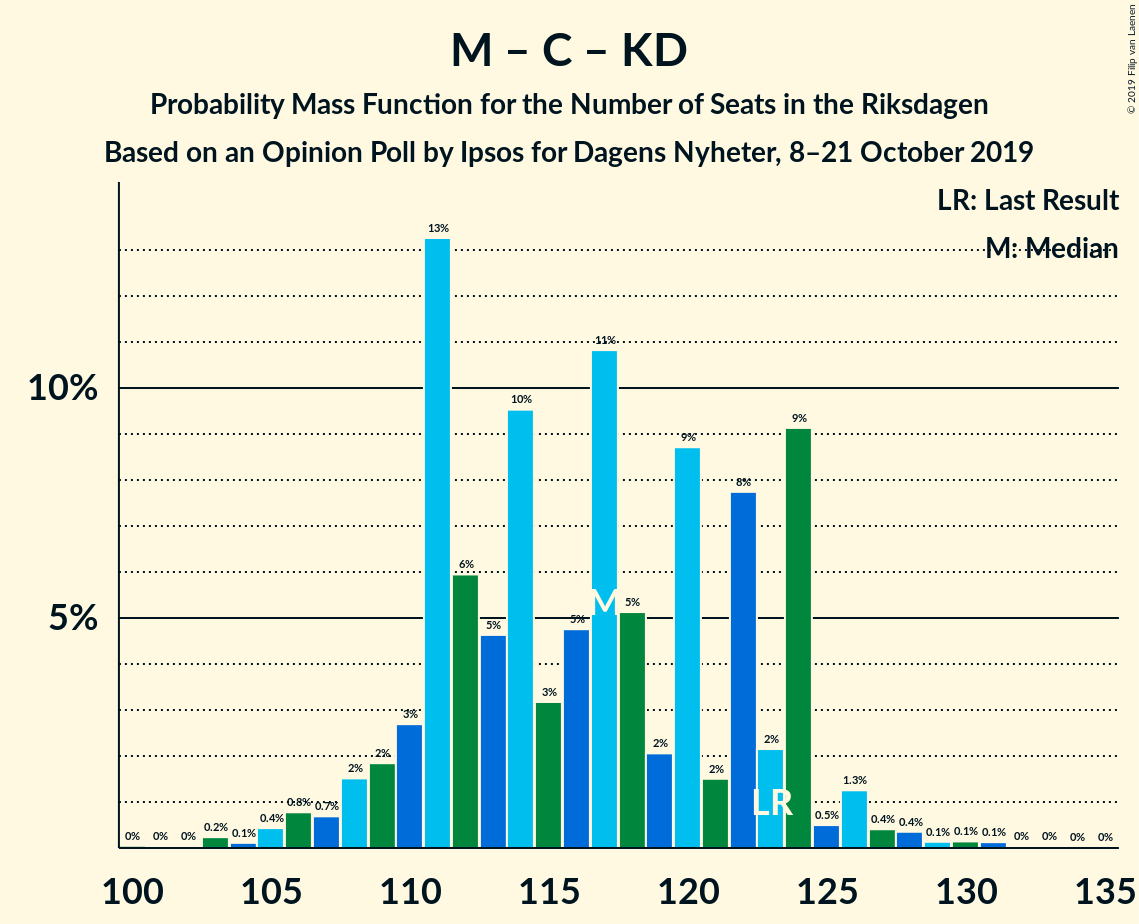 M – C – KD
Probability Mass Function for the Number of Seats in the Riksdagen
Based on an Opinion Poll by Ipsos for Dagens Nyheter, 8–21 October 2019
© 2019 Filip van Laenen
LR: Last Result
M: Median
10%
5%
0% 0% 0% 0.2% 0.1% 0.4% 0.8% 0.7% 2% 2% 3% 13% 6% 5% 10% 3% 5% 11% 5% 2% 9% 2% 8% 2% 9% 0.5% 1.3% 0.4% 0.4% 0.1% 0.1% 0.1% 0% 0% 0% 0%
M
LR
100 105 110 115 120 125 130 135